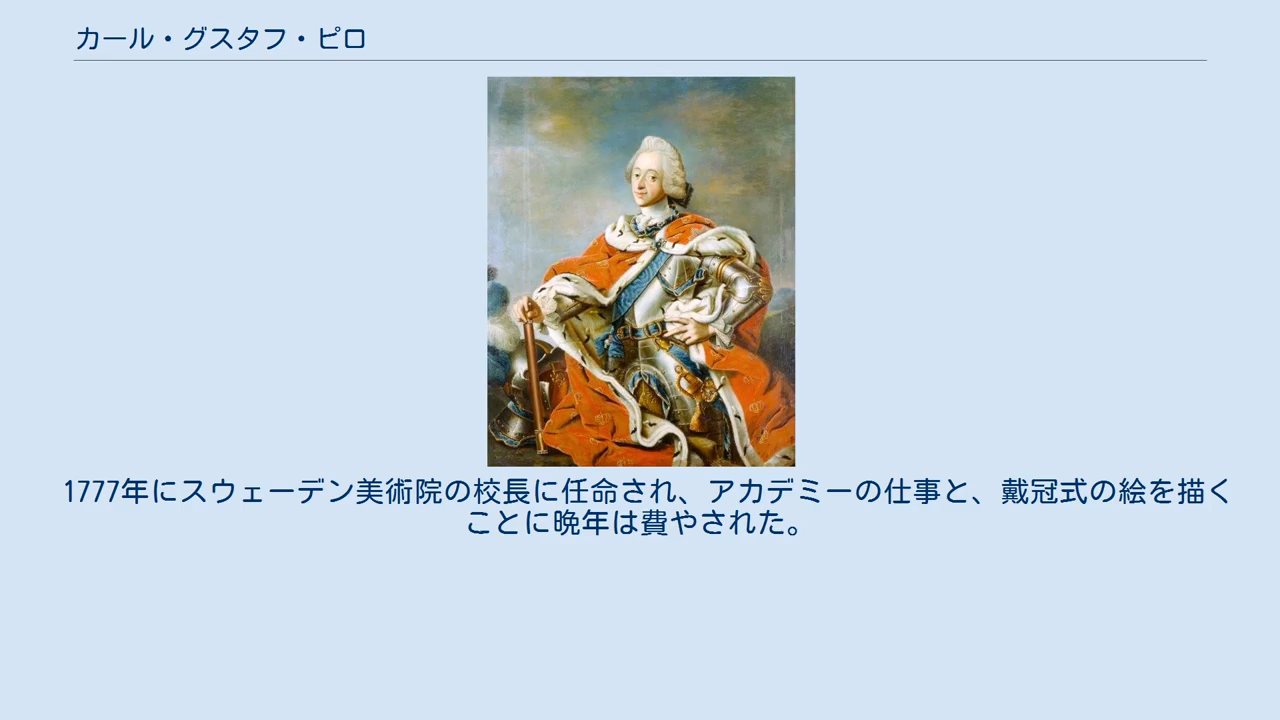 カール・グスタフ・ピロ
1777年にスウェーデン美術院の校長に任命され、アカデミーの仕事と、戴冠式の絵を描く
ことに晩年は費やされた。